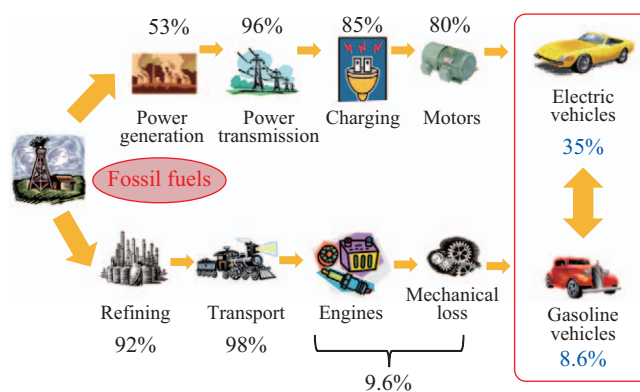 53%
96%
85%
80%
Power
generation
Power
transmission
Charging
Motors
Electric
vehicles
35%
Fossil fuels
Refining
92%
Transport
98%
Engines
Mechanical
loss
9.6%
Gasoline
vehicles
8.6%